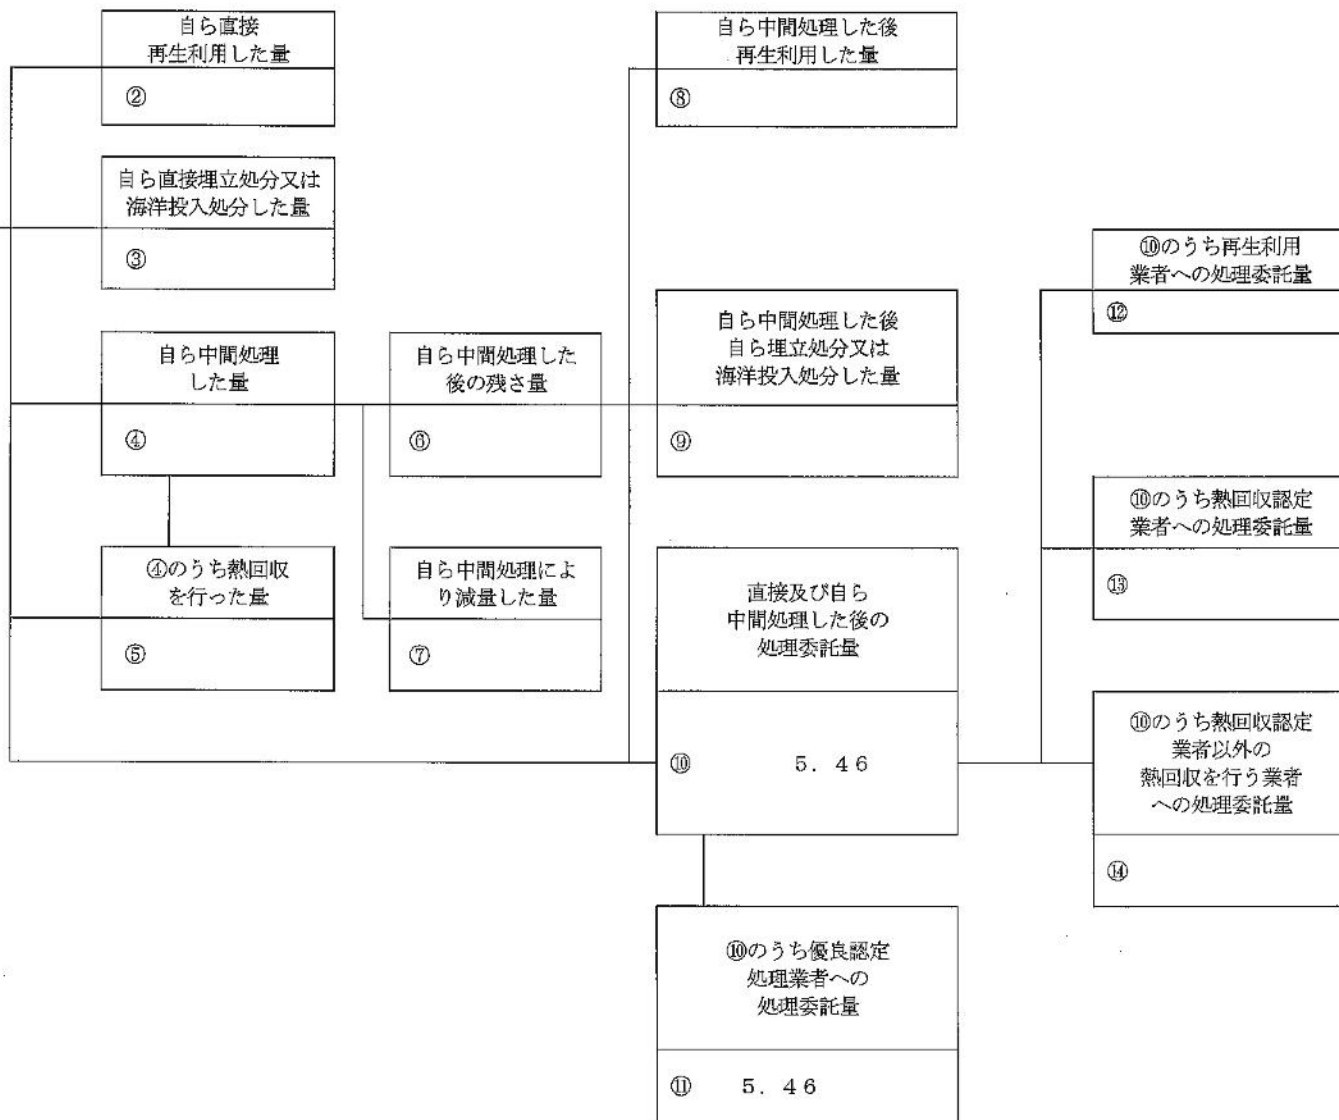 自ら直接
再生利用した量
②
自ら直接埋立処分又は
海洋投入処分した量
③
自ら中間処理
した量
④
④のうち熱回収
を行った量
⑤
自ら中間処理した
後の残さ量
⑥
自ら中間処理によ
り減量した量
⑦
自ら中間処理した後
再生利用した量
⑧
自ら中間処理した後
自ら埋立処分又は
海洋投入処分した量
⑨
直接及び自ら
中間処理した後の
処理委託量
⑩ 5.46
⑩のうち優良認定
処理業者への
処理委託量
⑪ 5.46
⑩のうち再生利用
業者への処理委託量
⑫
⑩のうち熱回収認定
業者への処理委託量
⑬
⑩のうち熱回収認定
業者以外の
熱回収を行う業者
への処理委託量
⑭